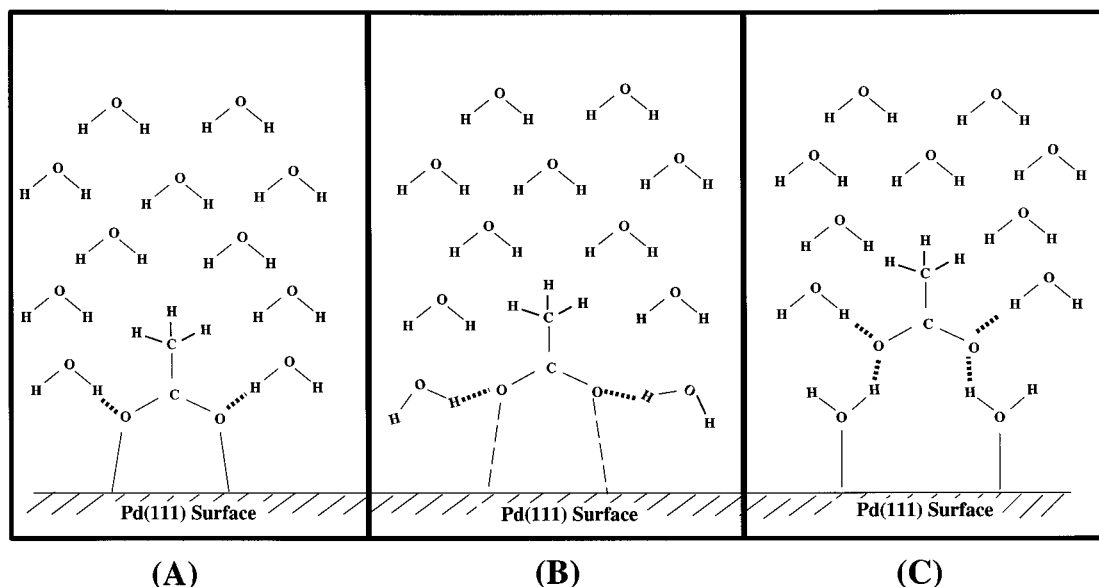 O O
H H H H
O O O
H H H H H H
O O
H H H H
O O
H H H H H
H H
C
O O
H H C H H
O O
Pd(111) Surface
(A)
O O
H H H H
O O O
H H H H H H
O O
H H H H
H
O H H O
H H C H H
C
O O O H O
H
H H
Pd(111) Surface
(B)
O O
H H H H
O O O
H H H H H H
O O
H H H H H
H H
C
O O
H H H H
C
O O
H H H H
O O
Pd(111) Surface
(C)